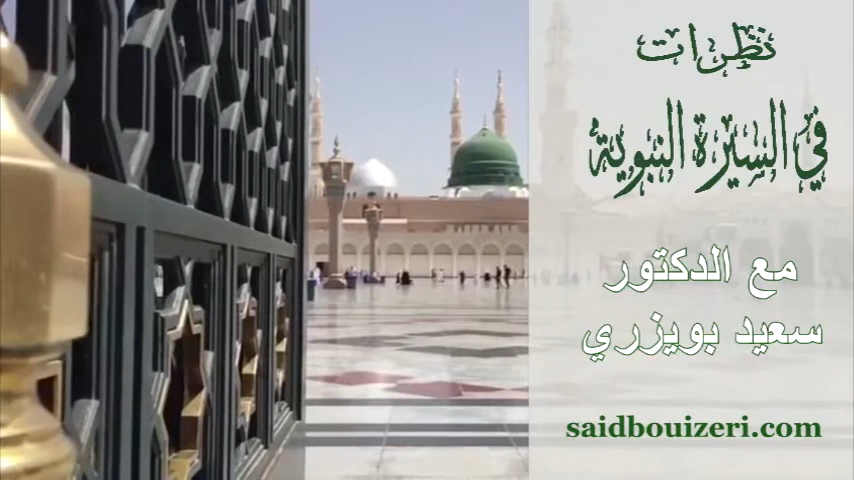 نظرات
في السيرة النبوية
مع الدكتور
سعيد بويزري
saidbouizeri.com